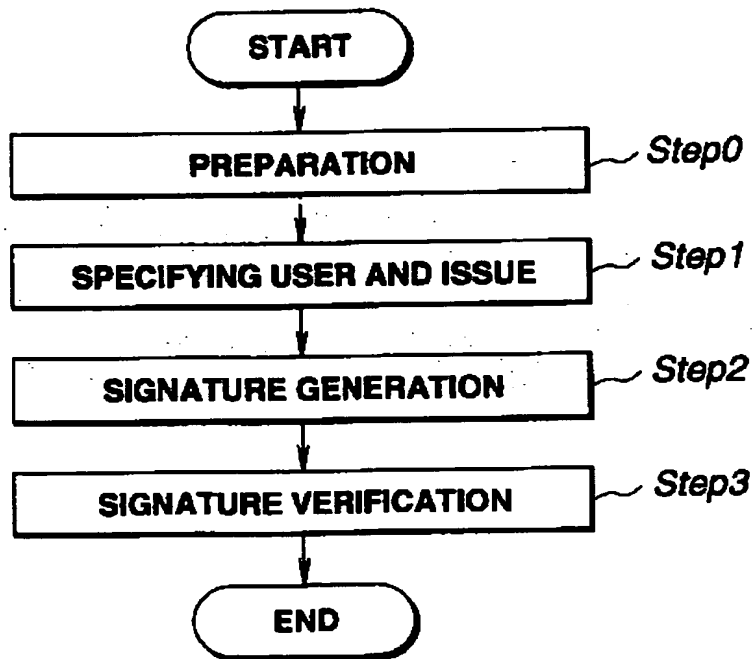 START
PREPARATION
Step0
SPECIFYING USER AND ISSUE
Step1
SIGNATURE GENERATION
Step2
SIGNATURE VERIFICATION
Step3
END